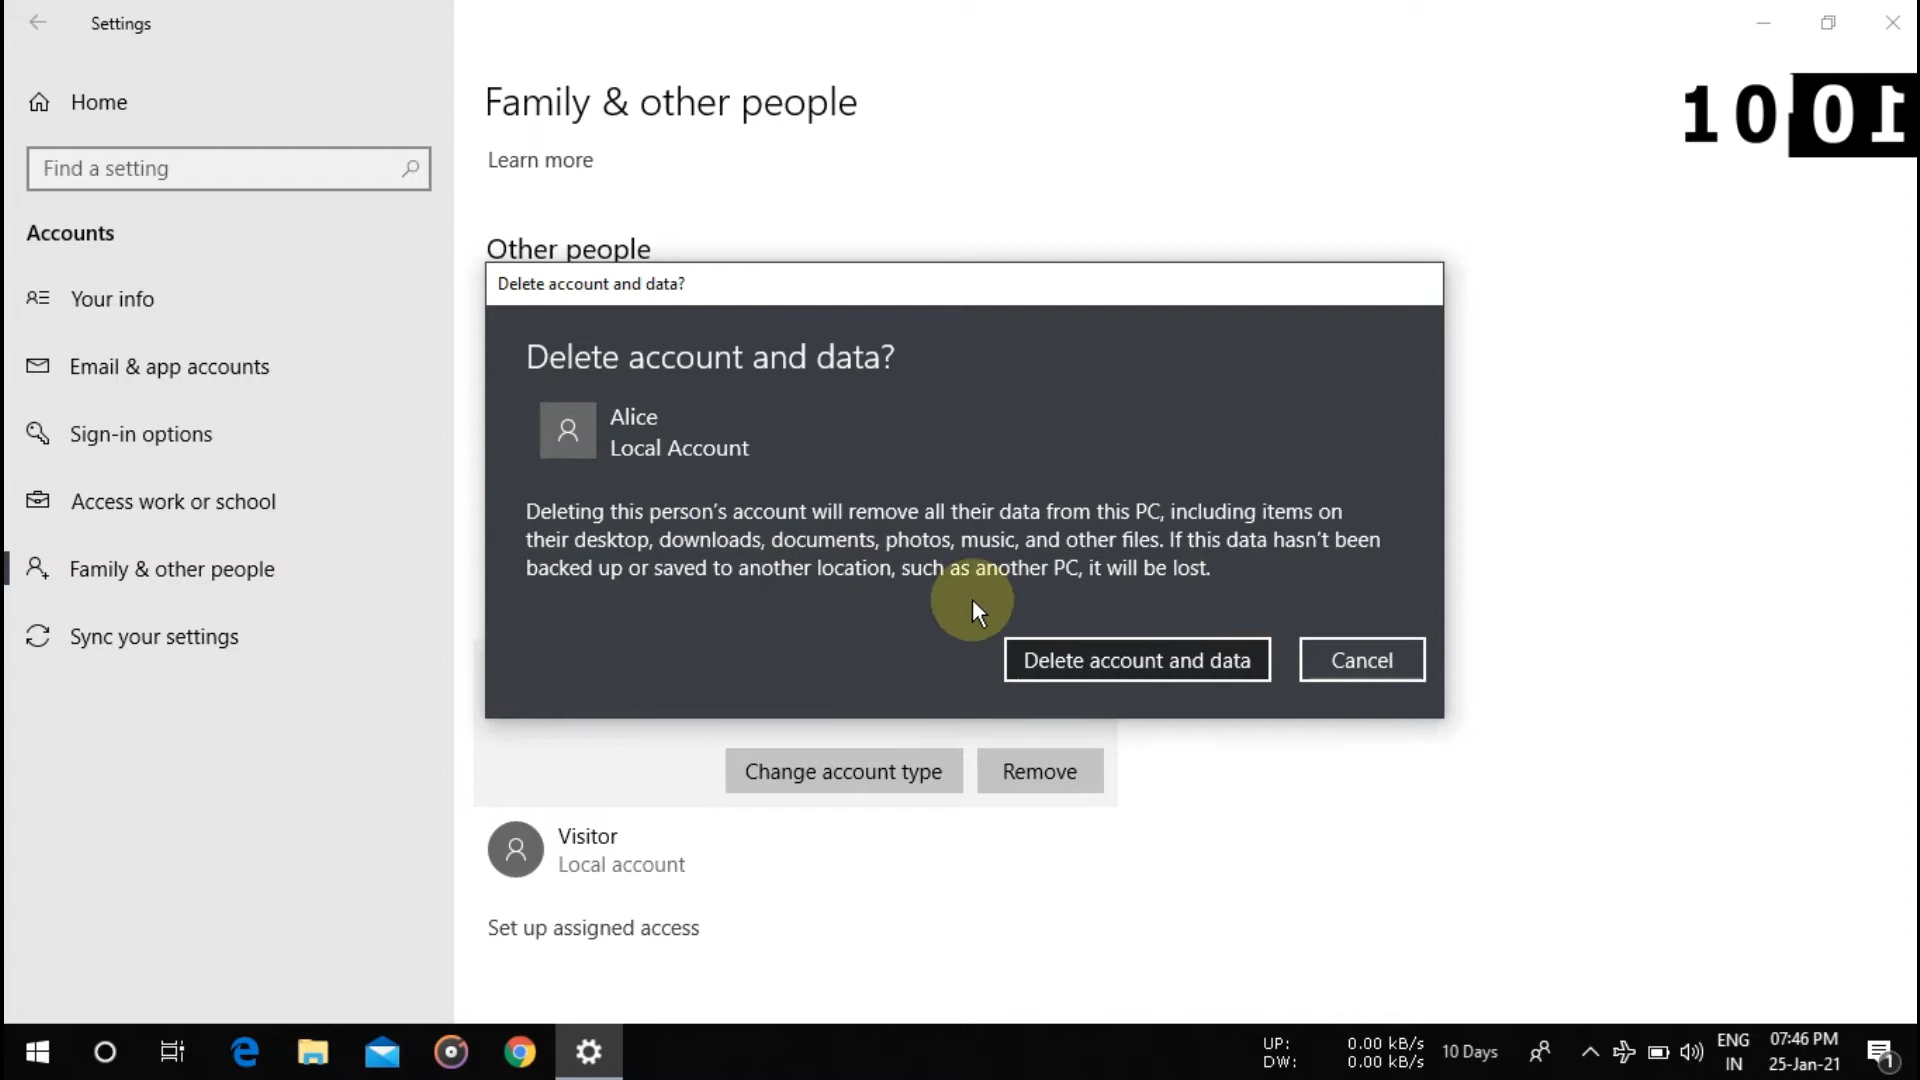 Settings
Home
Find a setting
Accounts
Your info
Email & app accounts
Sign-in options
Access work or school
Family & other people
Sync your settings
Family & other people
Learn more
10 01
Other people
Delete account and data?
Delete account and data?
Alice
Local Account
Deleting this person's account will remove all their data from this PC, including items on
their desktop, downloads, documents, photos, music, and other files. If this data hasn't been
backed up or saved to another location, such as another PC, it will be lost.
Delete account and data
Cancel
Change account type
Remove
Visitor
Local account
Set up assigned access
UP: 0.00 kB/s
DW: 0.00 kB/s
10 Days
ENG
IN
07:46 PM
25-Jan-21
1